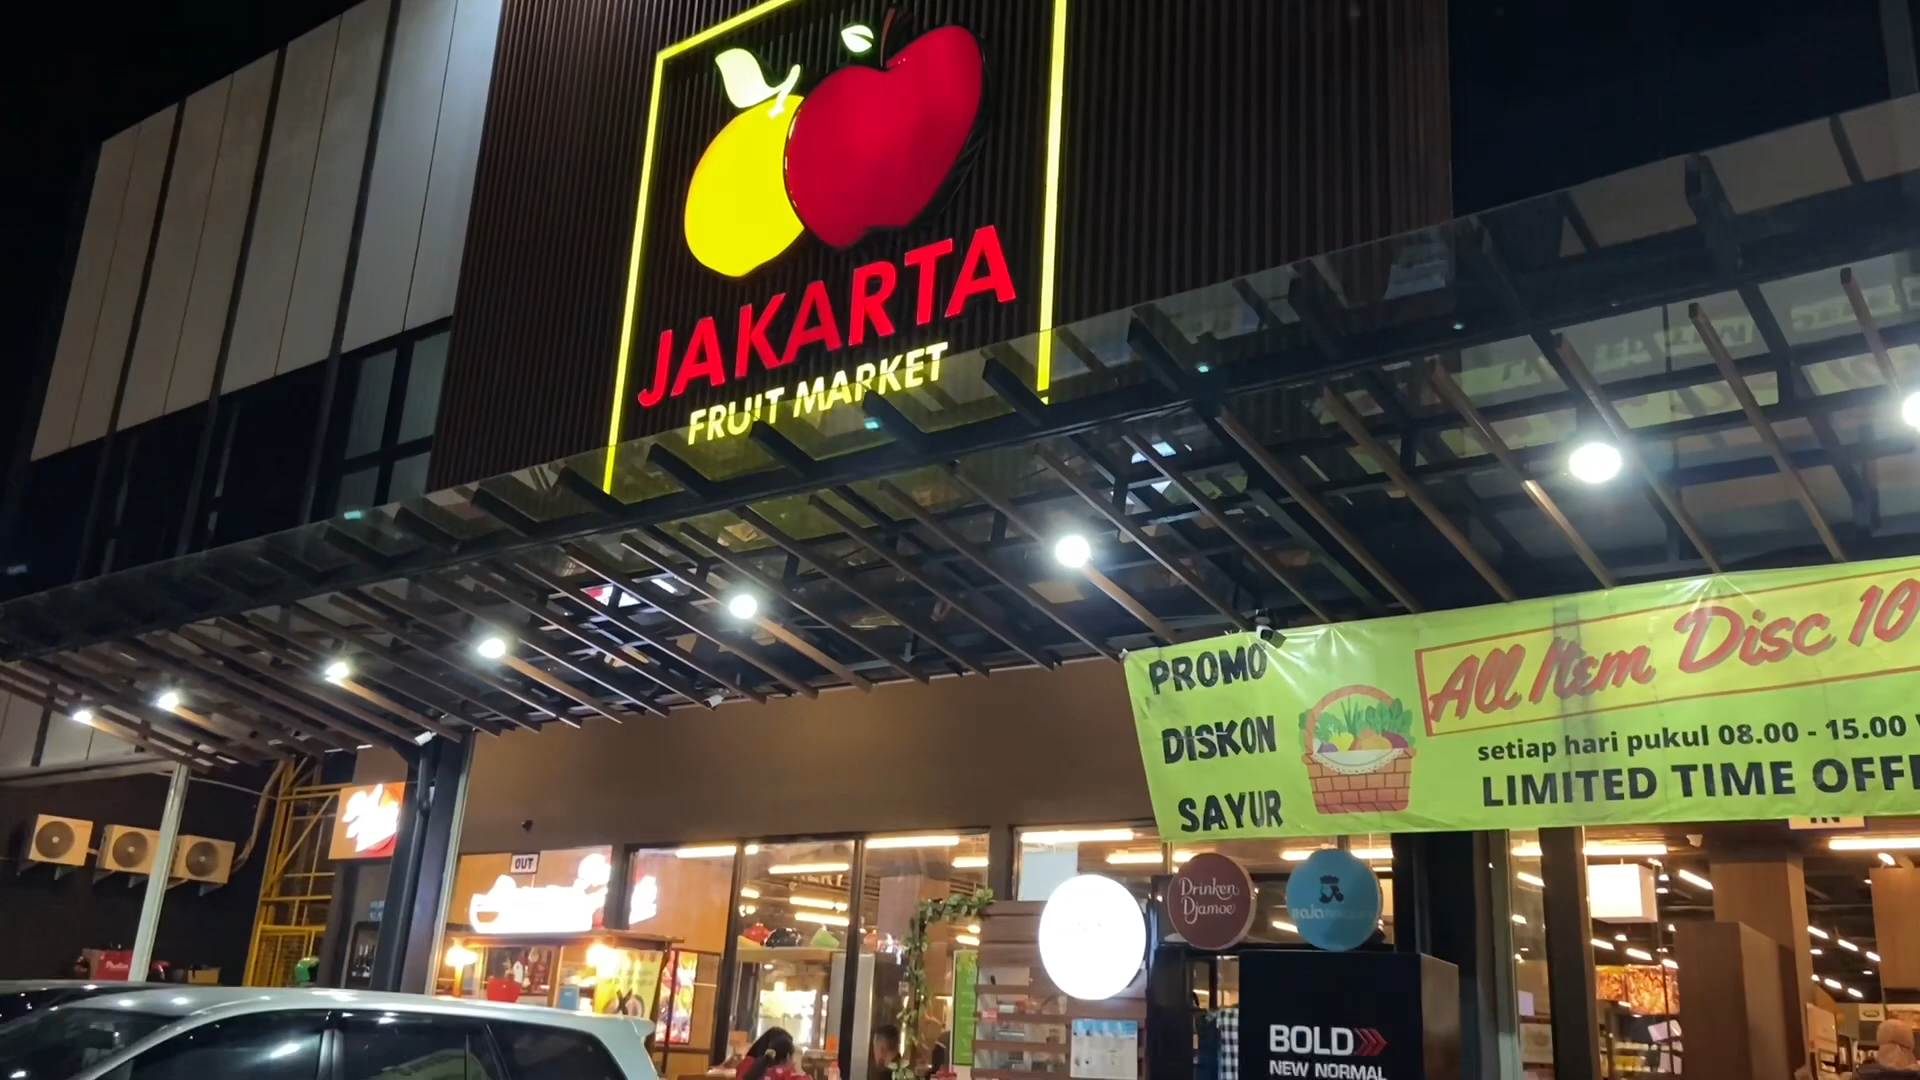 JAKARTA
FRUIT MARKET
PROMO
DISKON
SAYUR
All Item Disc 10
setiap hari pukul 08.00 - 15.00
LIMITED TIME OFF
OUT
IN
Drinken
Djamoe
BOLD
NEW NORMAL